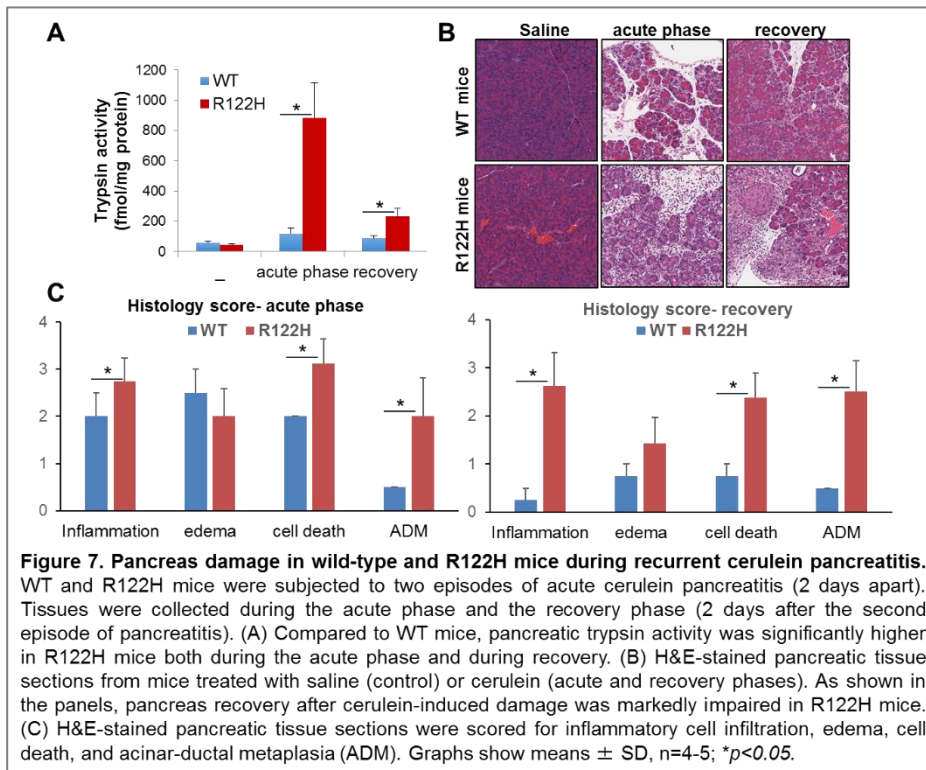 A
Trypsin activity
(fmol/mg protein)
1200
1000
800
600
400
200
0
WT
R122H
*
*
_
acute phase recovery
B
Saline acute phase recovery
WT mice
R122H mice
C
Histology score- acute phase
WT R122H
4
3
2
1
0
*
*
*
Inflammation edema cell death ADM
Histology score- recovery
WT R122H
4
3
2
1
0
*
*
*
Inflammation edema cell death ADM
Figure 7. Pancreas damage in wild-type and R122H mice during recurrent cerulein pancreatitis.
WT and R122H mice were subjected to two episodes of acute cerulein pancreatitis (2 days apart).
Tissues were collected during the acute phase and the recovery phase (2 days after the second
episode of pancreatitis). (A) Compared to WT mice, pancreatic trypsin activity was significantly higher
in R122H mice both during the acute phase and during recovery. (B) H&E-stained pancreatic tissue
sections from mice treated with saline (control) or cerulein (acute and recovery phases). As shown in
the panels, pancreas recovery after cerulein-induced damage was markedly impaired in R122H mice.
(C) H&E-stained pancreatic tissue sections were scored for inflammatory cell infiltration, edema, cell
death, and acinar-ductal metaplasia (ADM). Graphs show means ± SD, n=4-5; *p<0.05.